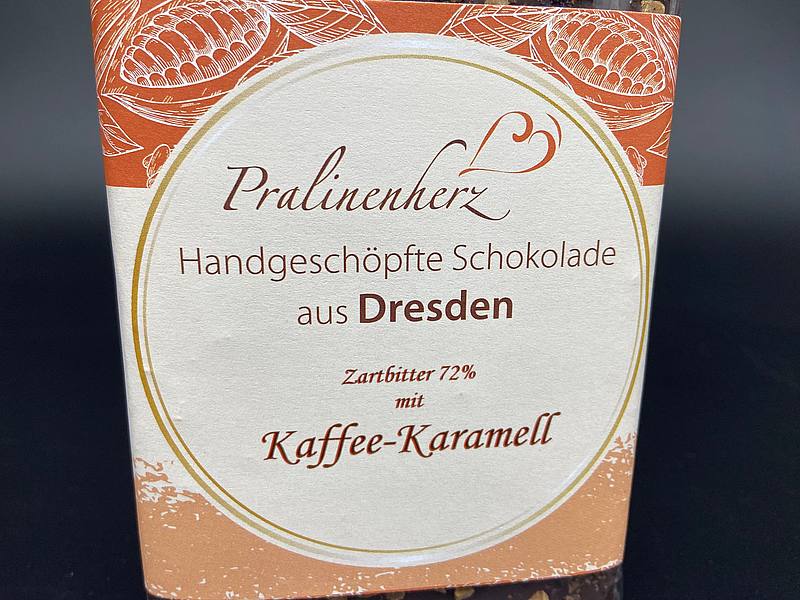 Pralinenherz
Handgeschöpfte Schokolade
aus Dresden
Zartbitter 72%
mit
Kaffee-Karamell